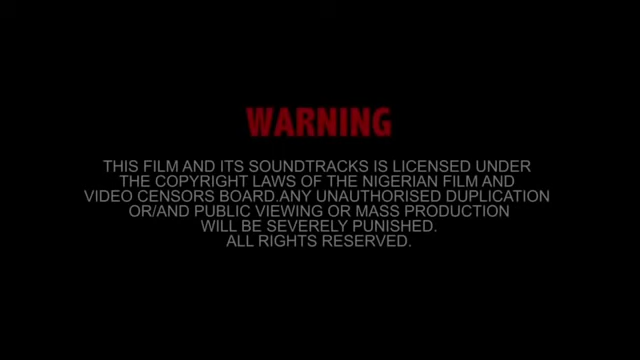 WARNING
THIS FILM AND ITS SOUNDTRACKS IS LICENSED UNDER
THE COPYRIGHT LAWS OF THE NIGERIAN FILM AND
VIDEO CENSORS BOARD.ANY UNAUTHORISED DUPLICATION
OR/AND PUBLIC VIEWING OR MASS PRODUCTION
WILL BE SEVERELY PUNISHED.
ALL RIGHTS RESERVED.